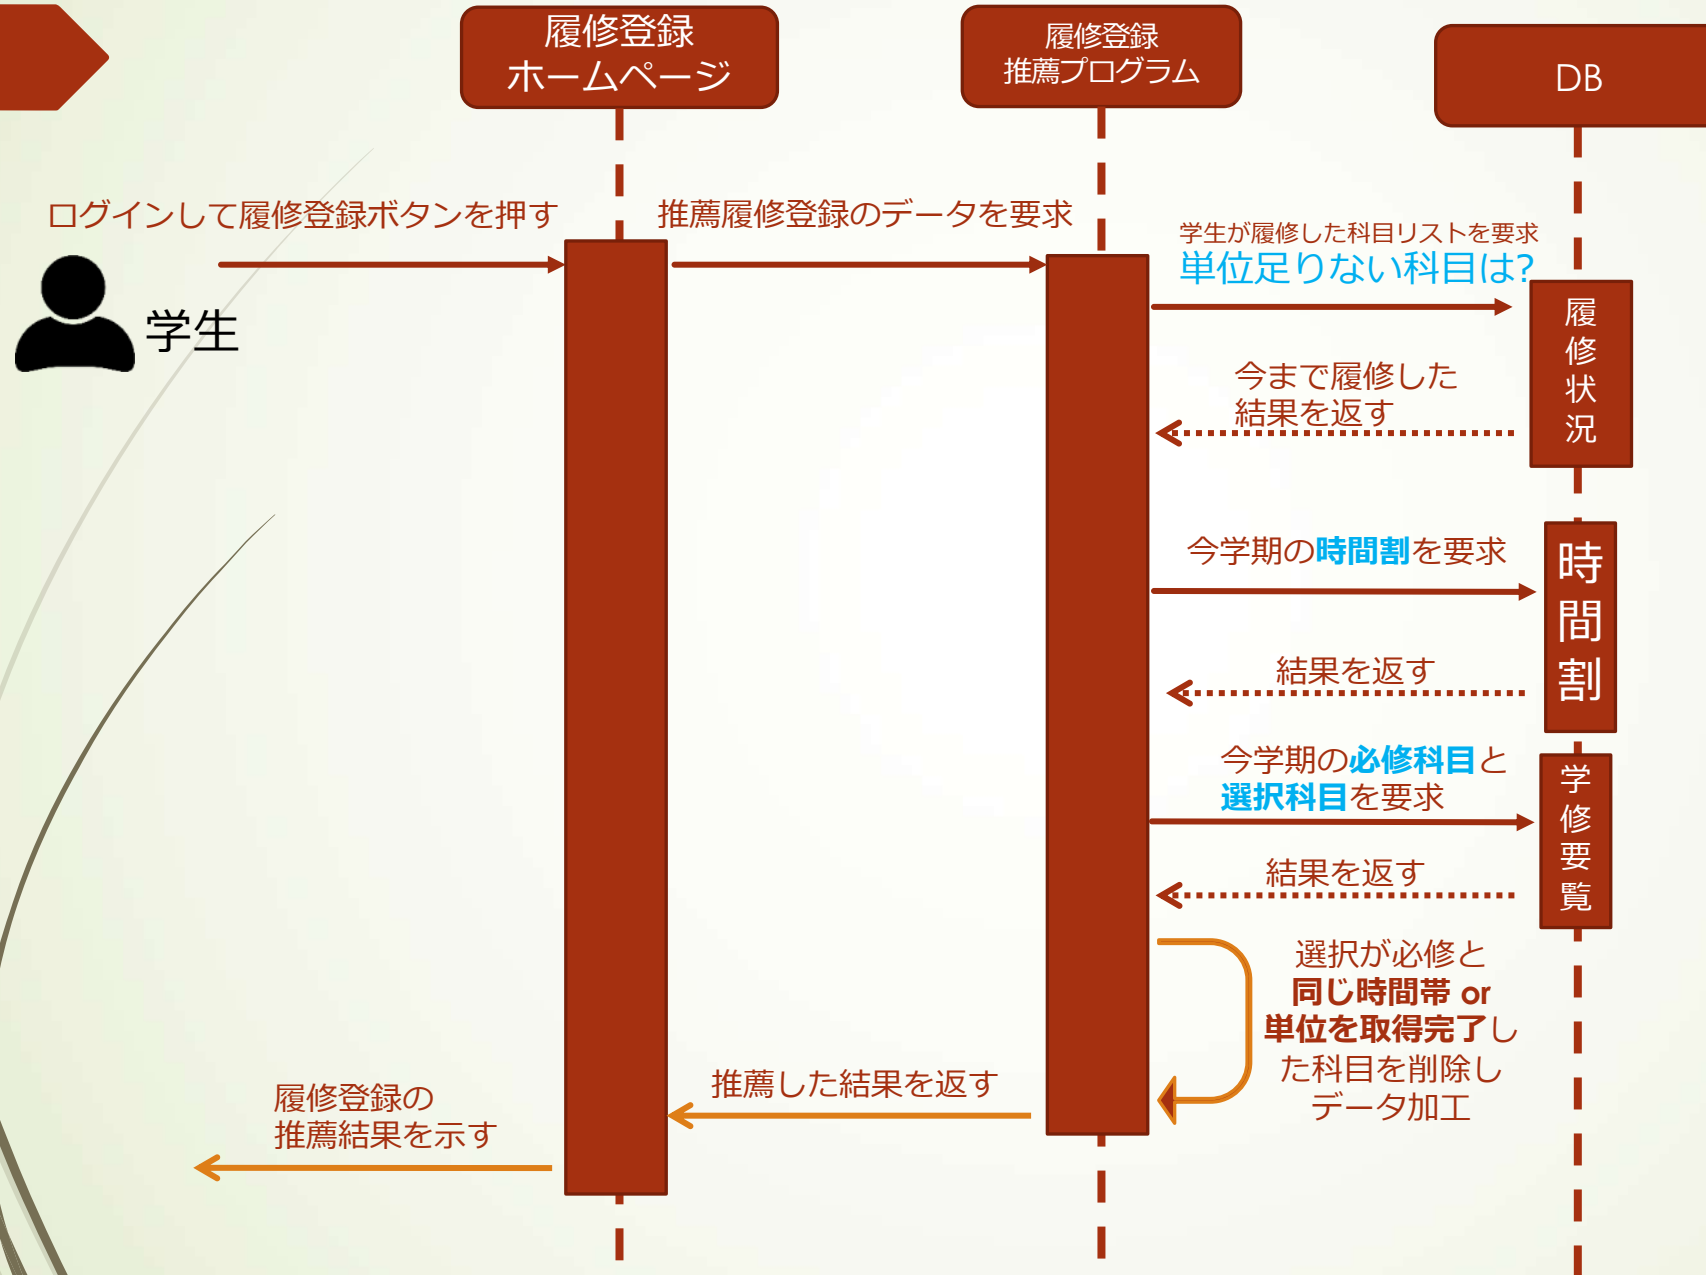 履修登録
ホームページ
履修登録
推薦プログラム
DB
ログインして履修登録ボタンを押す
推薦履修登録のデータを要求
学生が履修した科目リストを要求
単位足りない科目は?
学生
履修状況
今まで履修した
結果を返す
今学期の時間割を要求
時間割
結果を返す
今学期の必修科目と
選択科目を要求
学修要覧
結果を返す
選択が必修と
同じ時間帯 or
単位を取得完了し
た科目を削除し
データ加工
推薦した結果を返す
履修登録の
推薦結果を示す